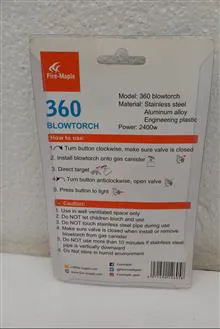 Fire-Maple
360
BLOWTORCH
Model: 360 blowtorch
Material: Stainless steel
Aluminum alloy
Engineering plastic
Power: 2400w
How to use:
1. Turn button clockwise, make sure valve is closed
2. Install blowtorch onto gas canister
3. Direct target
4. Turn button anticlockwise, open valve
5. Press button to light
Caution:
1. Use in well ventilated space only
2. Do NOT let children touch and use
3. Do NOT touch stainless steel pipe during use
4. Make sure valve is closed when install or remove
blowtorch from gas canister
5. Do NOT use more than 10 minutes if stainless steel
pipe is vertically downward
6. Do NOT store in humid environment